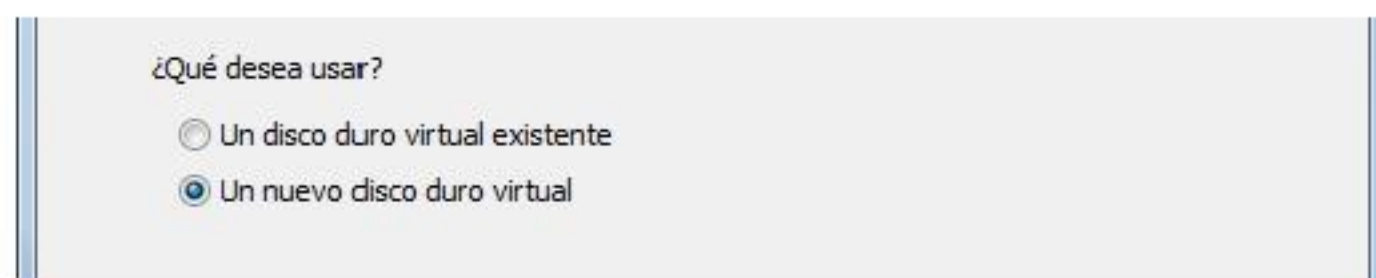 ¿Qué desea usar?
Un disco duro virtual existente
Un nuevo disco duro virtual